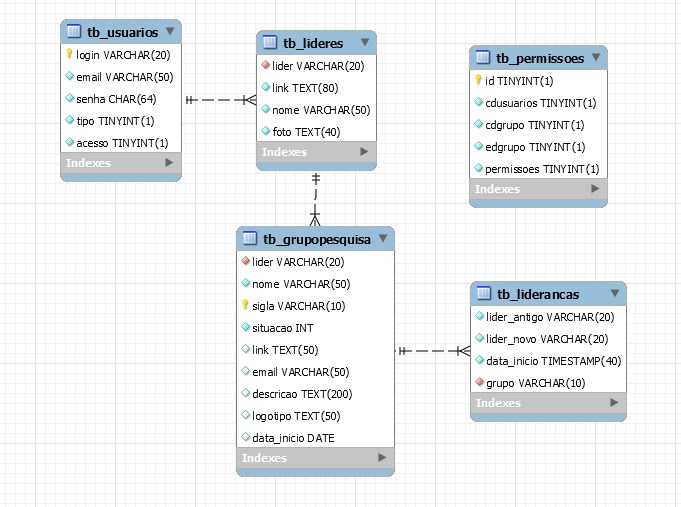 tb_usuarios
login VARCHAR(20)
email VARCHAR(50)
senha CHAR(64)
tipo TINYINT(1)
acesso TINYINT(1)
Indexes
tb_lideres
lider VARCHAR(20)
link TEXT(80)
nome VARCHAR(50)
foto TEXT(40)
Indexes
tb_permissoes
id TINYINT(1)
cdusuarios TINYINT(1)
cdgrupo TINYINT(1)
edgrupo TINYINT(1)
permissoes TINYINT(1)
Indexes
tb_grupopesquisa
lider VARCHAR(20)
nome VARCHAR(50)
sigla VARCHAR(10)
situacao INT
link TEXT(50)
email VARCHAR(50)
descricao TEXT(200)
logotipo TEXT(50)
data_inicio DATE
Indexes
tb_liderancas
lider_antigo VARCHAR(20)
lider_novo VARCHAR(20)
data_inicio TIMESTAMP(40)
grupo VARCHAR(10)
Indexes